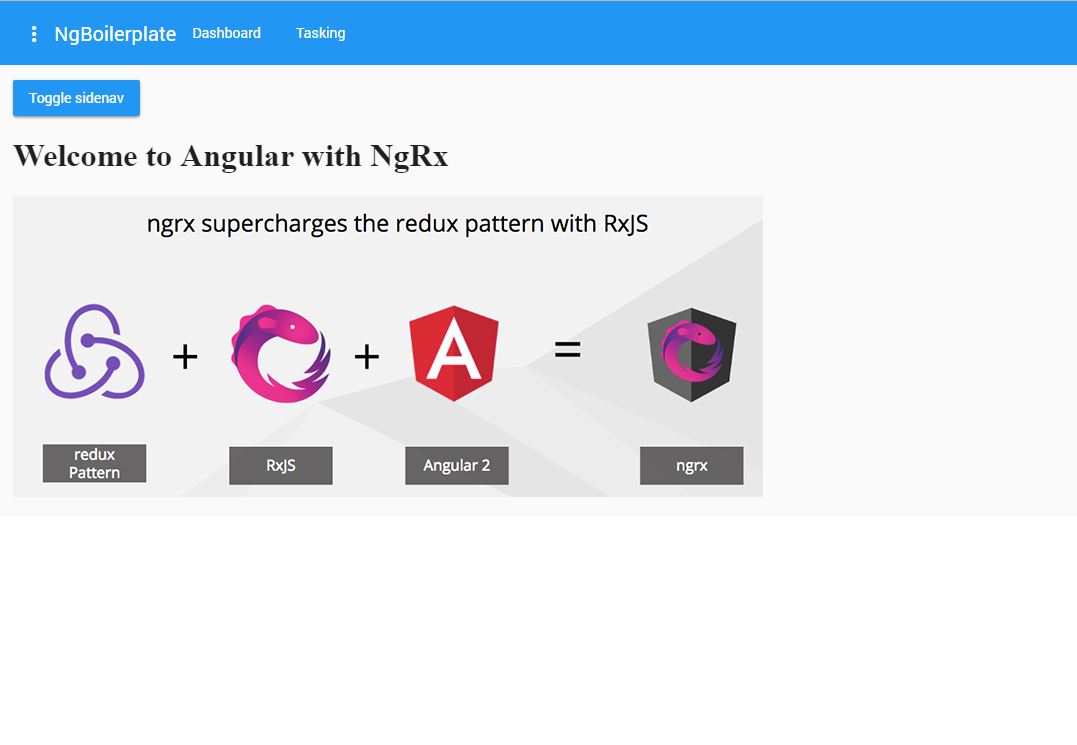 NgBoilerplate Dashboard Tasking
Toggle sidenav
Welcome to Angular with NgRx
ngrx supercharges the redux pattern with RxJS
+ + =
A
redux
Pattern
RxJS
Angular 2
ngrx